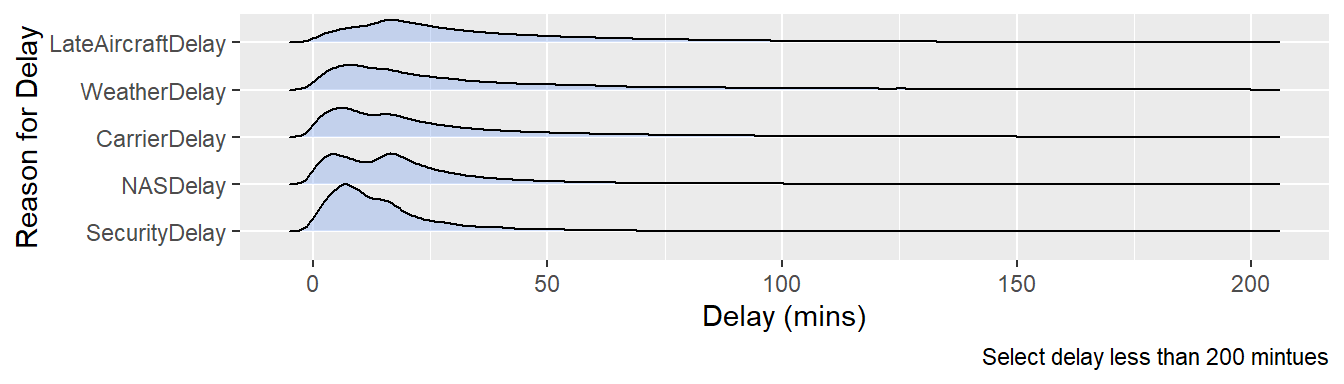 Reason for Delay
LateAircraftDelay
WeatherDelay
CarrierDelay
NASDelay
SecurityDelay
0 50 100 150 200
Delay (mins)
Select delay less than 200 mintues